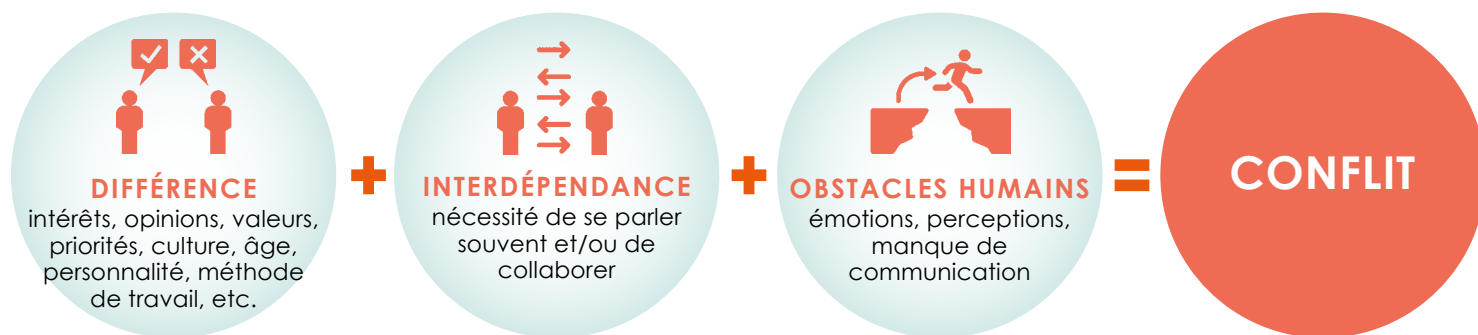 DIFFÉRENCE
intérêts, opinions, valeurs,
priorités, culture, âge,
personnalité, méthode
de travail, etc.
+
INTERDÉPENDANCE
nécessité de se parler
souvent et/ou de
collaborer
+
OBSTACLES HUMAINS
émotions, perceptions,
manque de
communication
=
CONFLIT